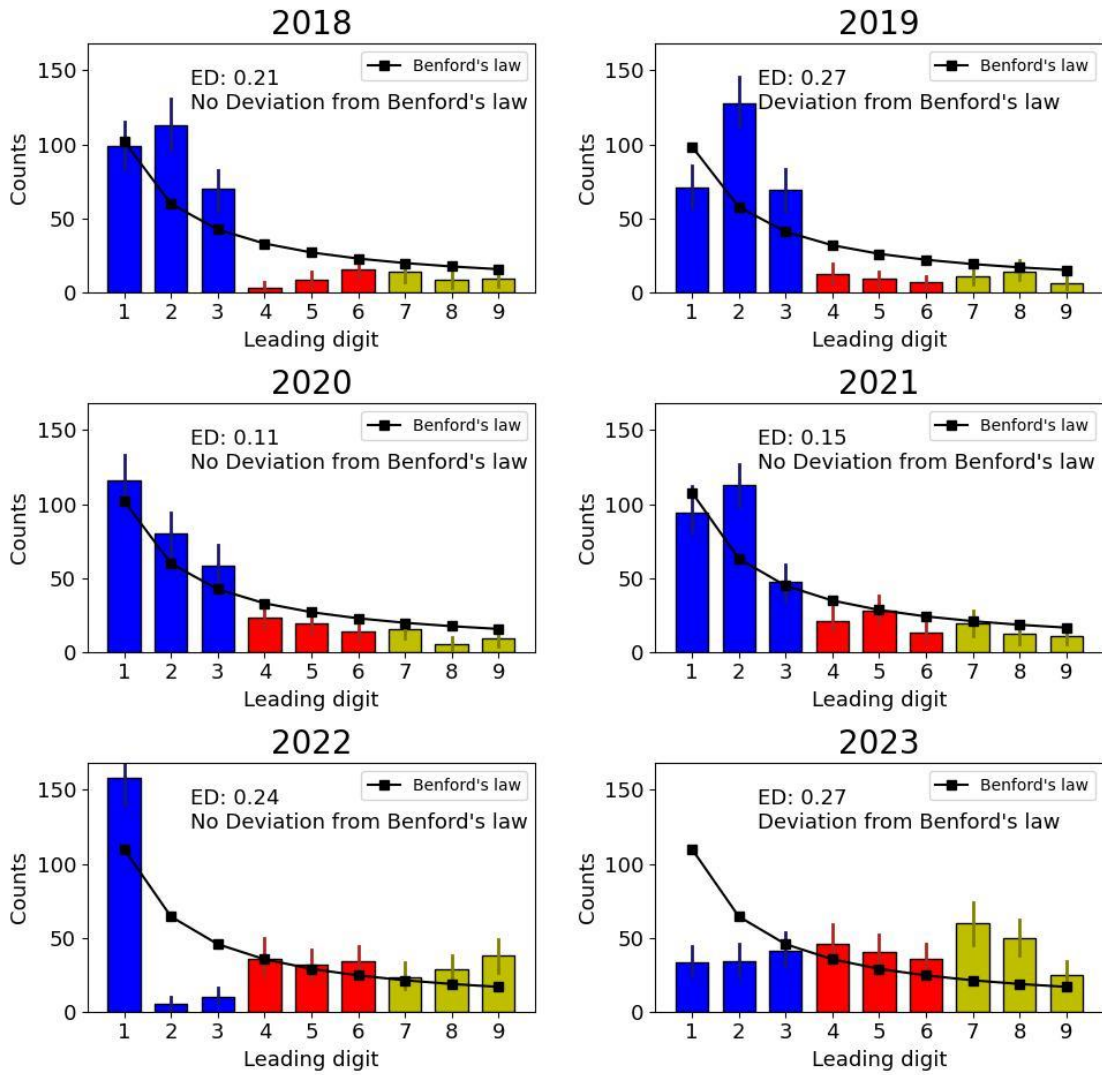 2018
150
100
50
0
Counts
ED: 0.21
No Deviation from Benford's law
Benford's law
1 2 3 4 5 6 7 8 9
Leading digit
2019
150
100
50
0
Counts
ED: 0.27
Deviation from Benford's law
Benford's law
1 2 3 4 5 6 7 8 9
Leading digit
2020
150
100
50
0
Counts
ED: 0.11
No Deviation from Benford's law
Benford's law
1 2 3 4 5 6 7 8 9
Leading digit
2021
150
100
50
0
Counts
ED: 0.15
No Deviation from Benford's law
Benford's law
1 2 3 4 5 6 7 8 9
Leading digit
2022
150
100
50
0
Counts
ED: 0.24
No Deviation from Benford's law
Benford's law
1 2 3 4 5 6 7 8 9
Leading digit
2023
150
100
50
0
Counts
ED: 0.27
Deviation from Benford's law
Benford's law
1 2 3 4 5 6 7 8 9
Leading digit